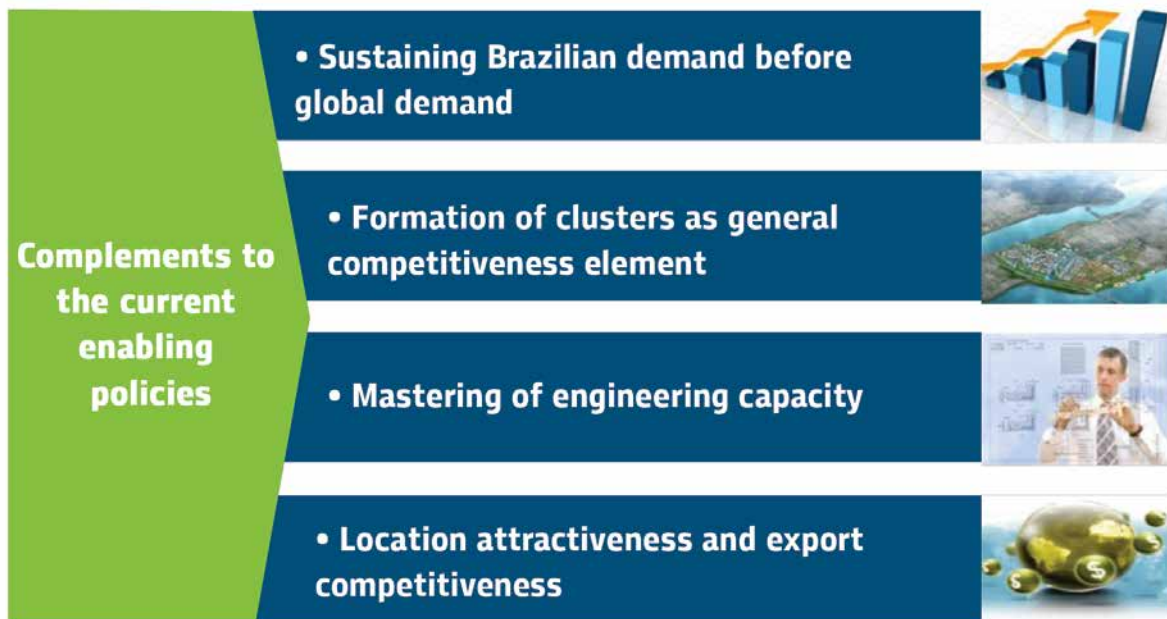 Complements to
the current
enabling
policies
• Sustaining Brazilian demand before
global demand
• Formation of clusters as general
competitiveness element
• Mastering of engineering capacity
• Location attractiveness and export
competitiveness
$
$
$